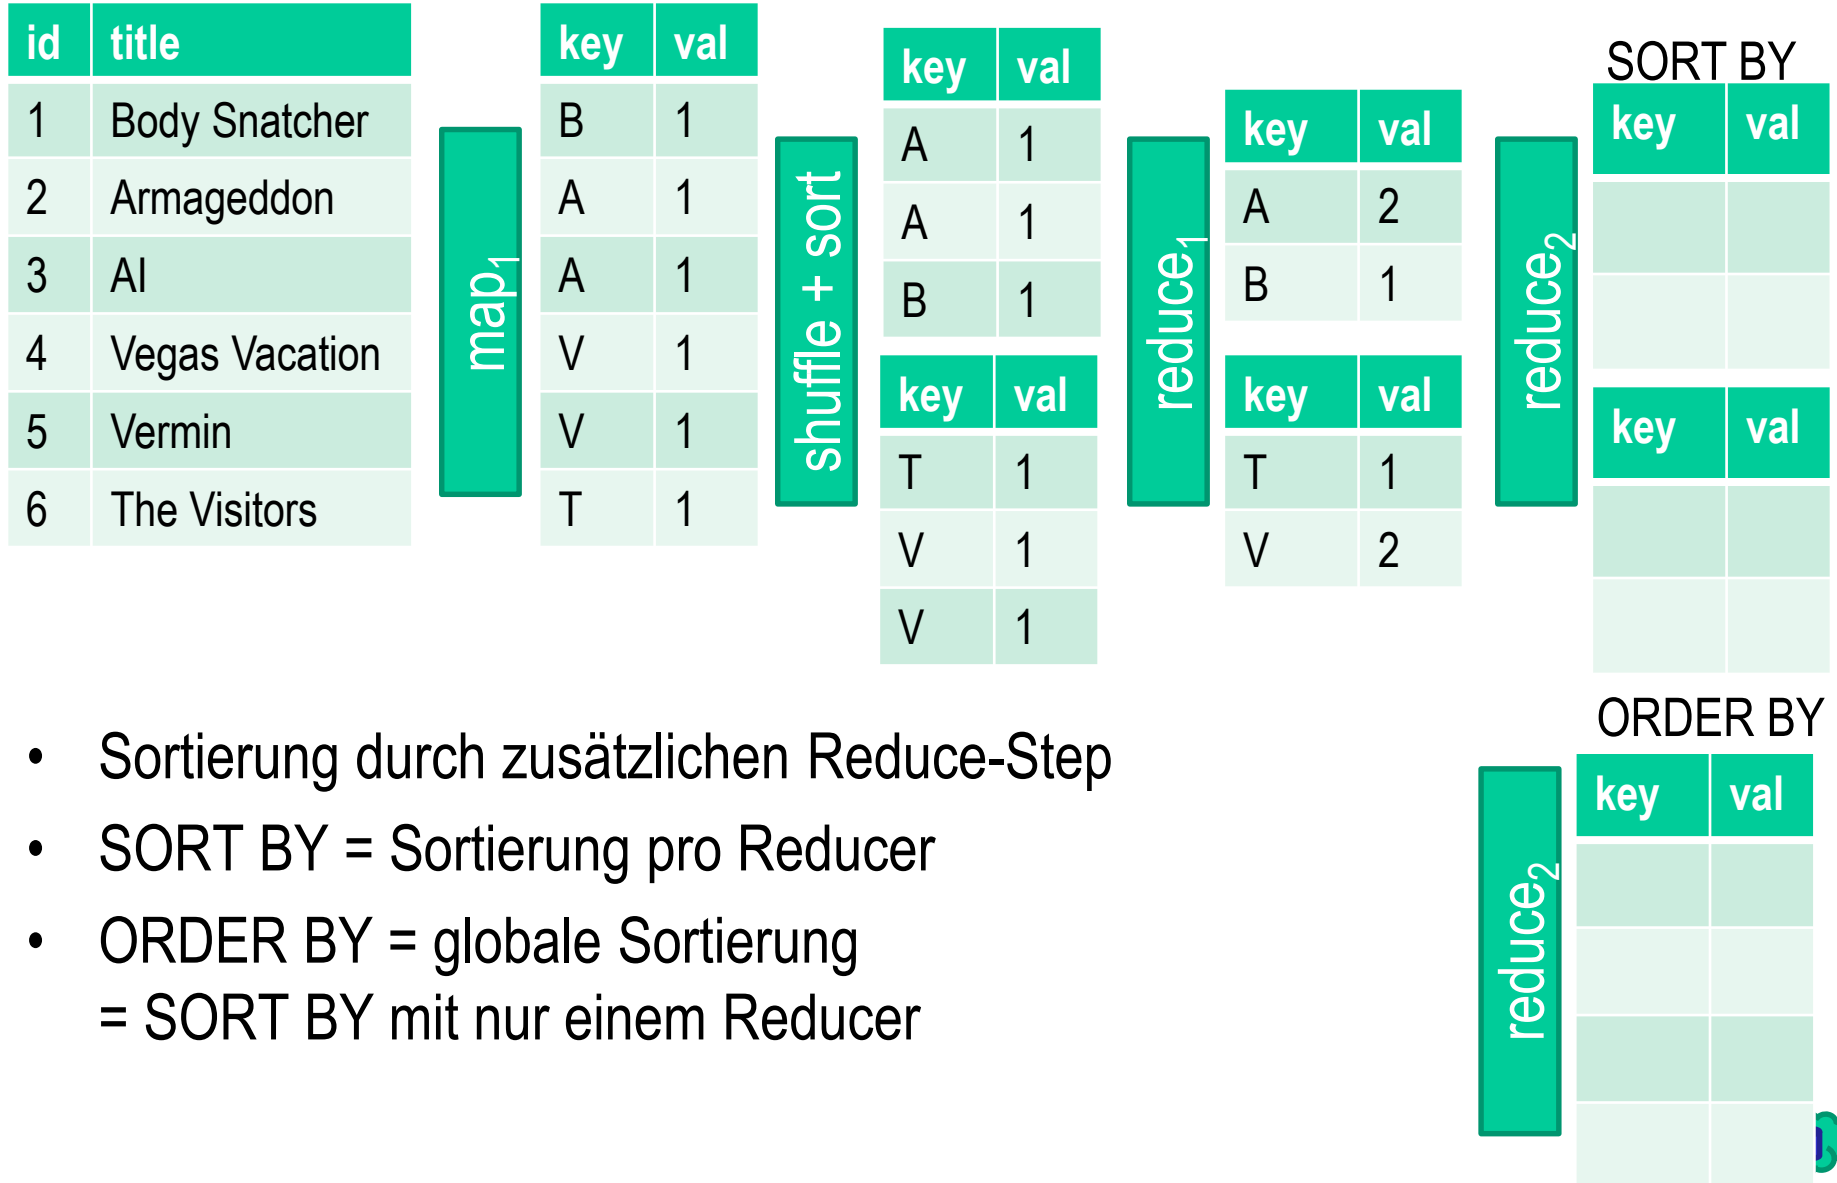 id title
1 Body Snatcher
2 Armageddon
3 AI
4 Vegas Vacation
5 Vermin
6 The Visitors
map1
key val
B 1
A 1
A 1
V 1
V 1
T 1
shuffle + sort
key val
A 1
A 1
B 1
key val
T 1
V 1
V 1
reduce1
key val
A 2
B 1
key val
T 1
V 2
reduce2
SORT BY
key val
key val
• Sortierung durch zusätzlichen Reduce-Step
• SORT BY = Sortierung pro Reducer
• ORDER BY = globale Sortierung
= SORT BY mit nur einem Reducer
reduce2
ORDER BY
key val